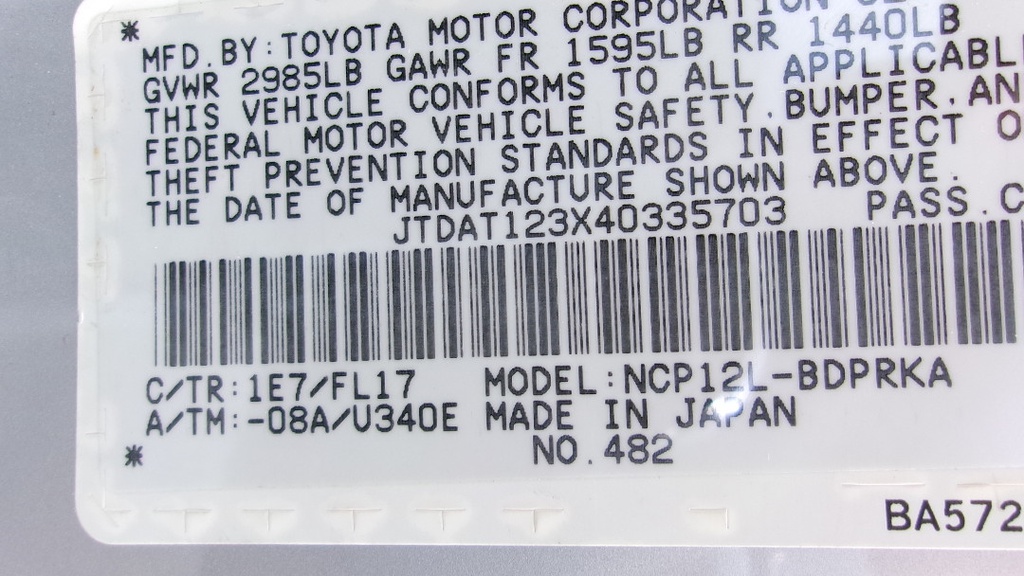 *
MFD. BY: TOYOTA MOTOR CORPORATION
GVWR 2985LB GAWR FR 1595LB RR 1440LB
THIS VEHICLE CONFORMS TO ALL APPLICABL
FEDERAL MOTOR VEHICLE SAFETY. BUMPER. AN
THEFT PREVENTION STANDARDS IN EFFECT O
THE DATE OF MANUFACTURE SHOWN ABOVE.
JTDAT123X40335703 PASS. C
C/TR: 1E7/FL17 MODEL: NCP12L-BDPRKA
A/TM: -08A/U340E MADE IN JAPAN
* NO. 482
BA572